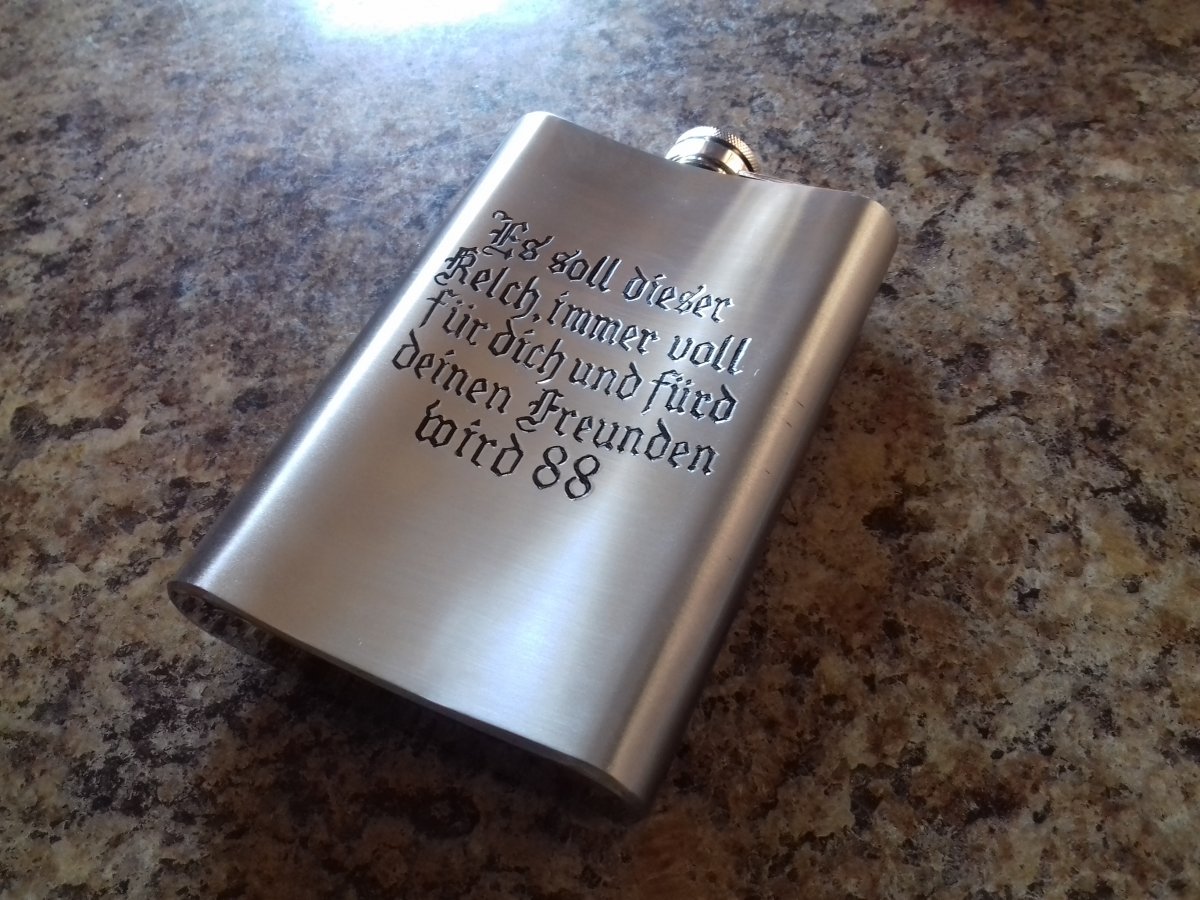 Es soll dieser
Kelch, immer voll
für dich und fürd
deinen Freunden
wird 88